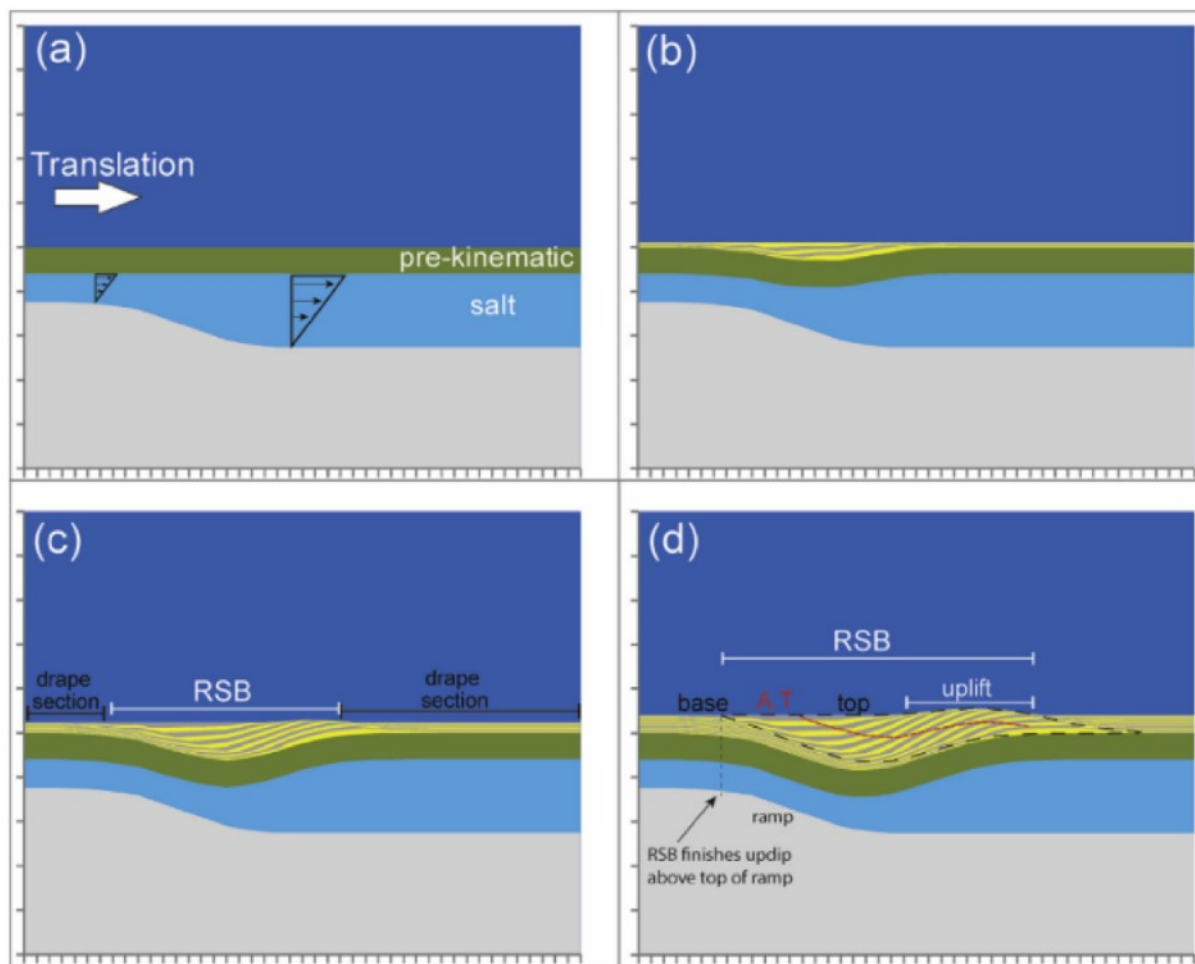 (a)
Translation
pre-kinematic
salt
(b)
(c)
drape
section
RSB
drape
section
(d)
RSB
uplift
base
A.T
top
ramp
RSB finishes updip
above top of ramp